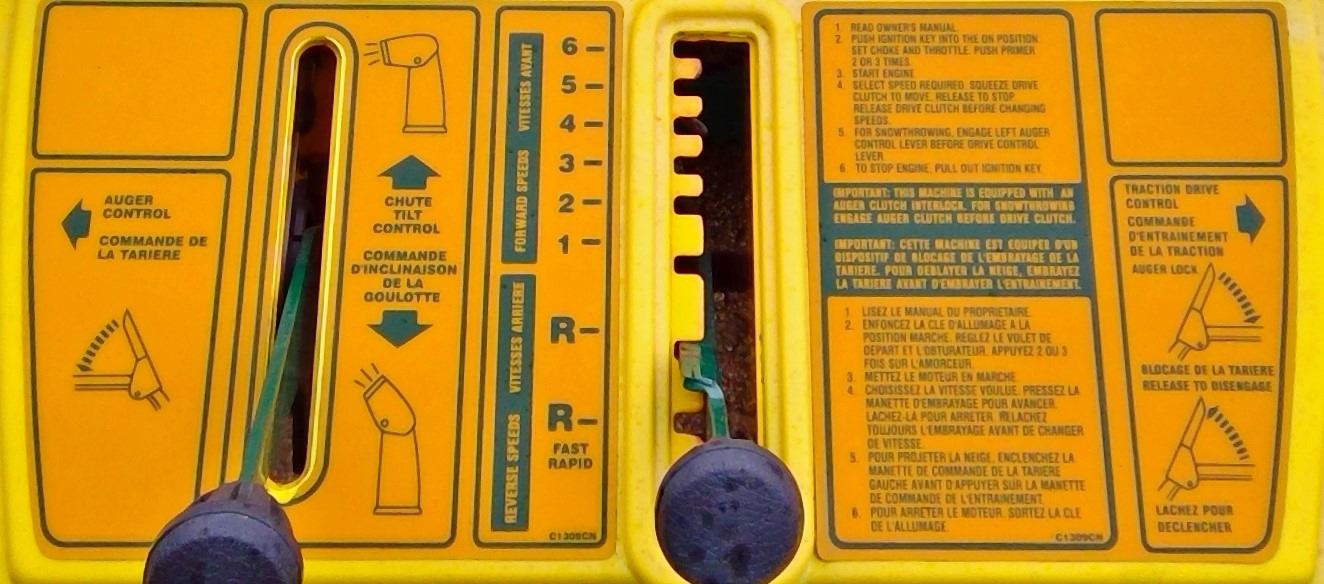 AUGER
CONTROL
COMMANDE DE
LA TARIERE
CHUTE
TILT
CONTROL
COMMANDE
D'INCLINAISON
DE LA
GOULOTTE
FORWARD SPEEDS VITESSES AVANT
6
5
4
3
2
1
REVERSE SPEEDS VITESSES ARRIERE
R
R
FAST
RAPID
C1309CN
1. READ OWNER'S MANUAL.
2. PUSH IGNITION KEY INTO THE ON POSITION
SET CHOKE AND THROTTLE. PUSH PRIMER
2 OR 3 TIMES.
3. START ENGINE.
4. SELECT SPEED REQUIRED. SQUEEZE DRIVE
CLUTCH TO MOVE, RELEASE TO STOP
RELEASE DRIVE CLUTCH BEFORE CHANGING
SPEEDS.
5. FOR SNOWTHROWING, ENGAGE LEFT AUGER
CONTROL LEVER BEFORE DRIVE CONTROL
LEVER.
6. TO STOP ENGINE, PULL OUT IGNITION KEY.
IMPORTANT: THIS MACHINE IS EQUIPPED WITH AN
AUGER CLUTCH INTERLOCK. FOR SNOWTHROWING
ENGAGE AUGER CLUTCH BEFORE DRIVE CLUTCH.
IMPORTANT: CETTE MACHINE EST EQUIPEE D'UN
DISPOSITIF DE BLOCAGE DE L'EMBRAYAGE DE LA
TARIERE. POUR DEBLAYER LA NEIGE, EMBRAYEZ
LA TARIERE AVANT D'EMBRAYER L'ENTRAINEMENT.
1. LISEZ LE MANUAL DU PROPRIETAIRE.
2. ENFONCEZ LA CLE D'ALLUMAGE A LA
POSITION MARCHE. REGLEZ LE VOLET DE
DEPART ET L'OBTURATEUR. APPUYEZ 2 OU 3
FOIS SUR L'AMORCEUR.
3. METTEZ LE MOTEUR EN MARCHE.
4. CHOISISSEZ LA VITESSE VOULUE. PRESSEZ LA
MANETTE D'EMBRAYAGE POUR AVANCER.
LACHEZ-LA POUR ARRETER. RELACHEZ
TOUJOURS L'EMBRAYAGE AVANT DE CHANGER
DE VITESSE.
5. POUR PROJETER LA NEIGE, ENCLENCHEZ LA
MANETTE DE COMMANDE DE LA TARIERE
GAUCHE AVANT D'APPUYER SUR LA MANETTE
DE COMMANDE DE L'ENTRAINEMENT.
6. POUR ARRETER LE MOTEUR, SORTEZ LA CLE
DE L'ALLUMAGE.
C1309CN
TRACTION DRIVE
CONTROL
COMMANDE
D'ENTRAINEMENT
DE LA TRACTION
AUGER LOCK
BLOCAGE DE LA TARIERE
RELEASE TO DISENGAGE
LACHEZ POUR
DECLENCHER